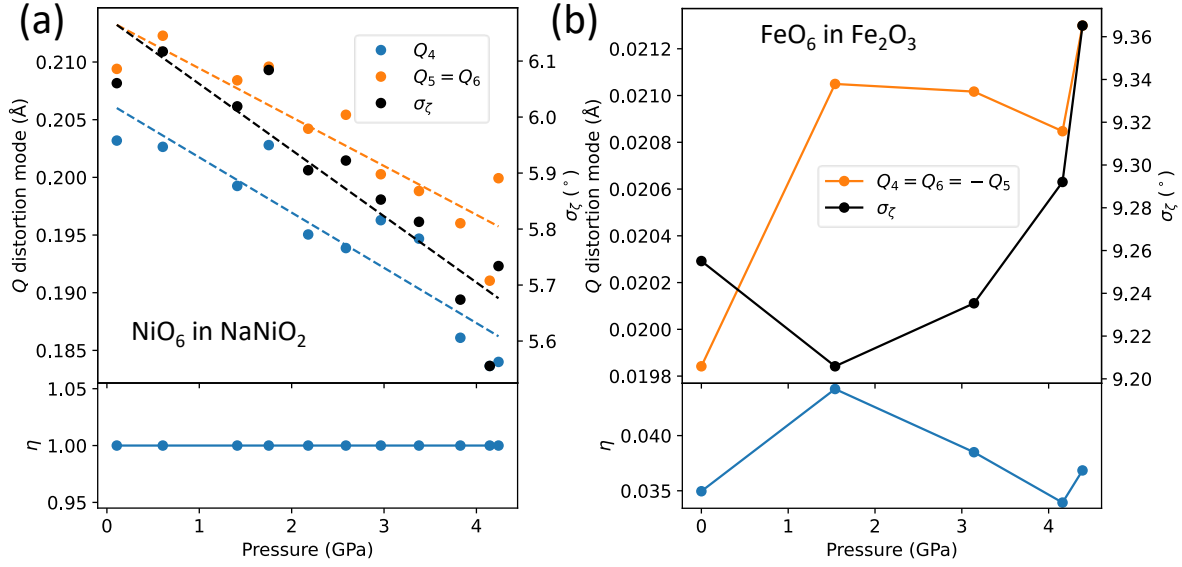 (a)
Q₄
Q₅ = Q₆
σ_ζ
NiO₆ in NaNiO₂
Q distortion mode (Å)
0.210
0.205
0.200
0.195
0.190
0.185
σ_ζ (°)
6.1
6.0
5.9
5.8
5.7
5.6
η
1.05
1.00
0.95
0 1 2 3 4
Pressure (GPa)
(b)
FeO₆ in Fe₂O₃
Q₄ = Q₆ = −Q₅
σ_ζ
Q distortion mode (Å)
0.0212
0.0210
0.0208
0.0206
0.0204
0.0202
0.0200
0.0198
σ_ζ (°)
9.36
9.34
9.32
9.30
9.28
9.26
9.24
9.22
9.20
η
0.040
0.035
0 1 2 3 4
Pressure (GPa)